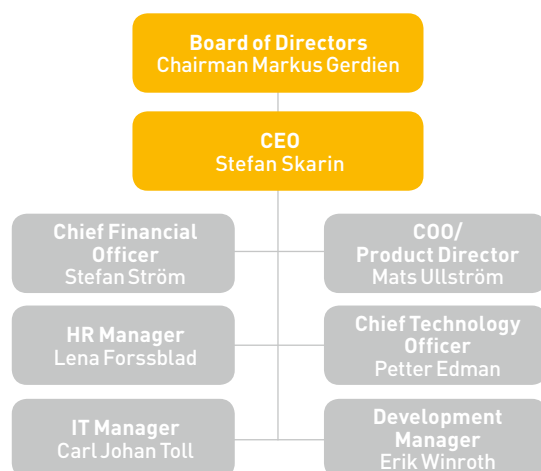 Board of Directors
Chairman Markus Gerdien
CEO
Stefan Skarin
Chief Financial
Officer
Stefan Ström
COO/
Product Director
Mats Ullström
HR Manager
Lena Forssblad
Chief Technology
Officer
Petter Edman
IT Manager
Carl Johan Toll
Development
Manager
Erik Winroth